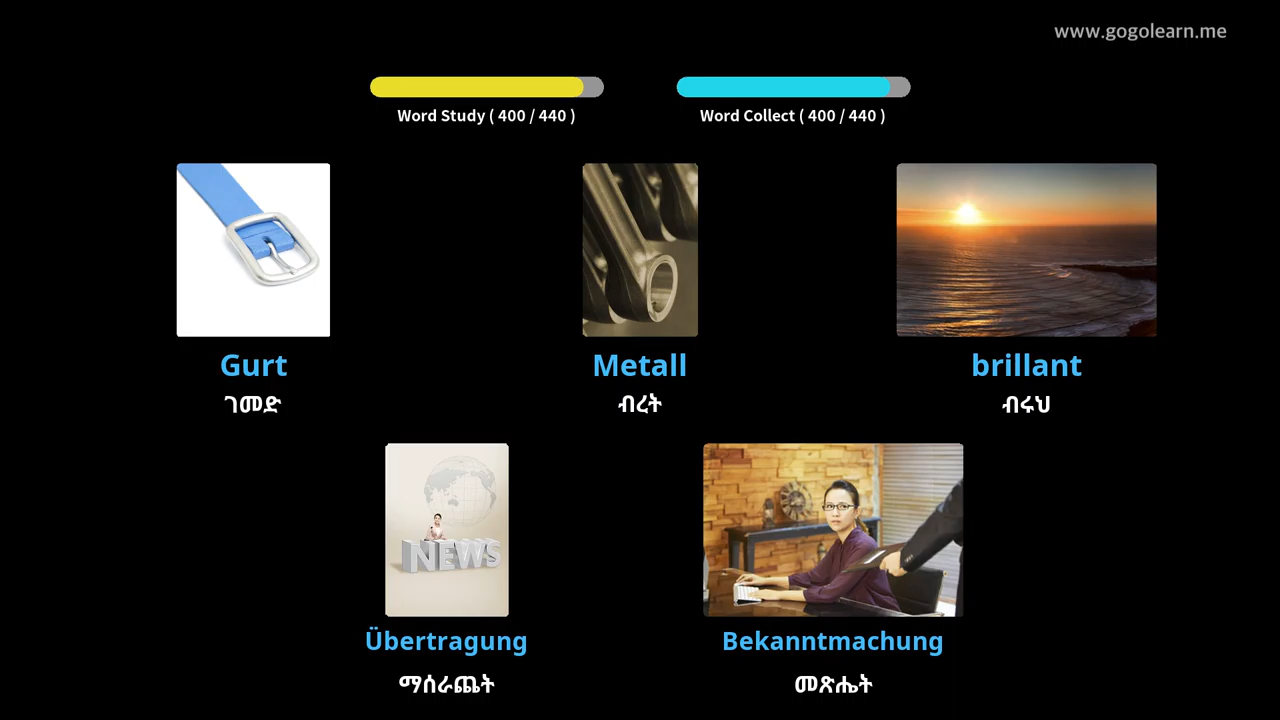 www.gogolearn.me
Word Study ( 400 / 440 )
Word Collect ( 400 / 440 )
Gurt
ገመድ
Metall
ብረት
brillant
ብሩህ
NEWS
Übertragung
ማሰራጨት
Bekanntmachung
መጽሔት